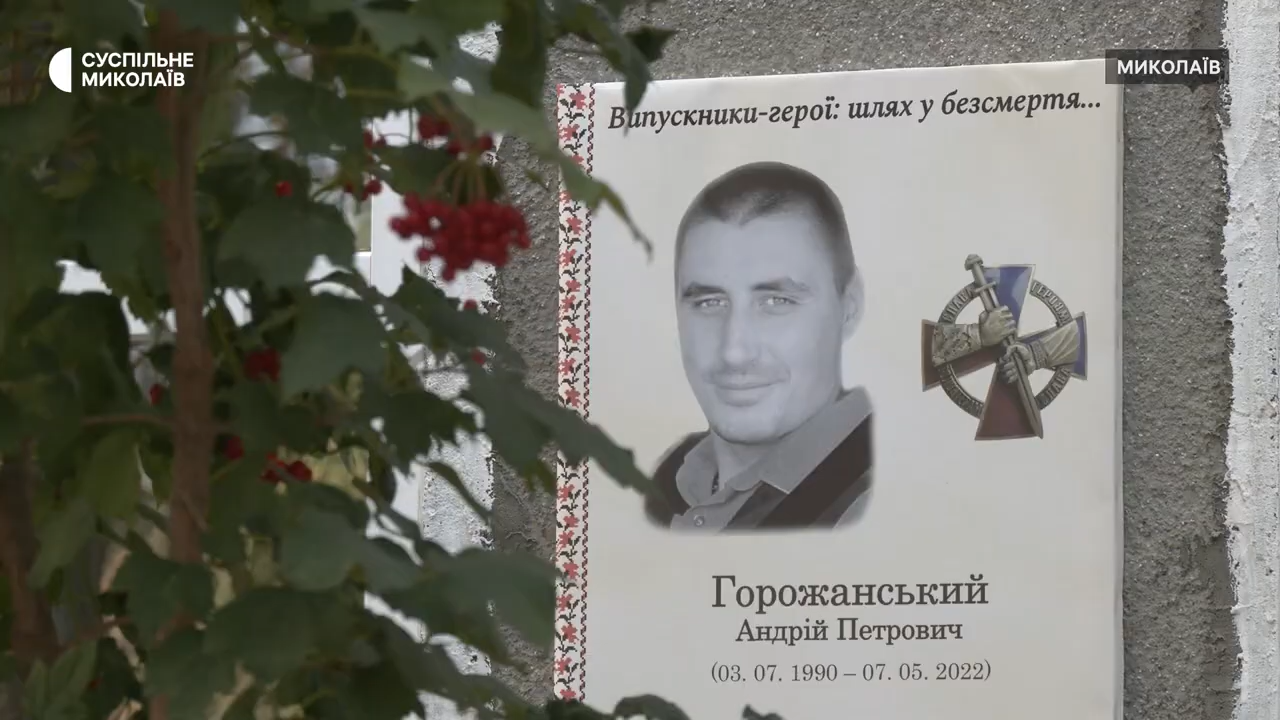 СУСПІЛЬНЕ
МИКОЛАЇВ
МИКОЛАЇВ
Випускники-герої: шлях у безсмертя...
Горожанський
Андрій Петрович
(03. 07. 1990 – 07. 05. 2022)